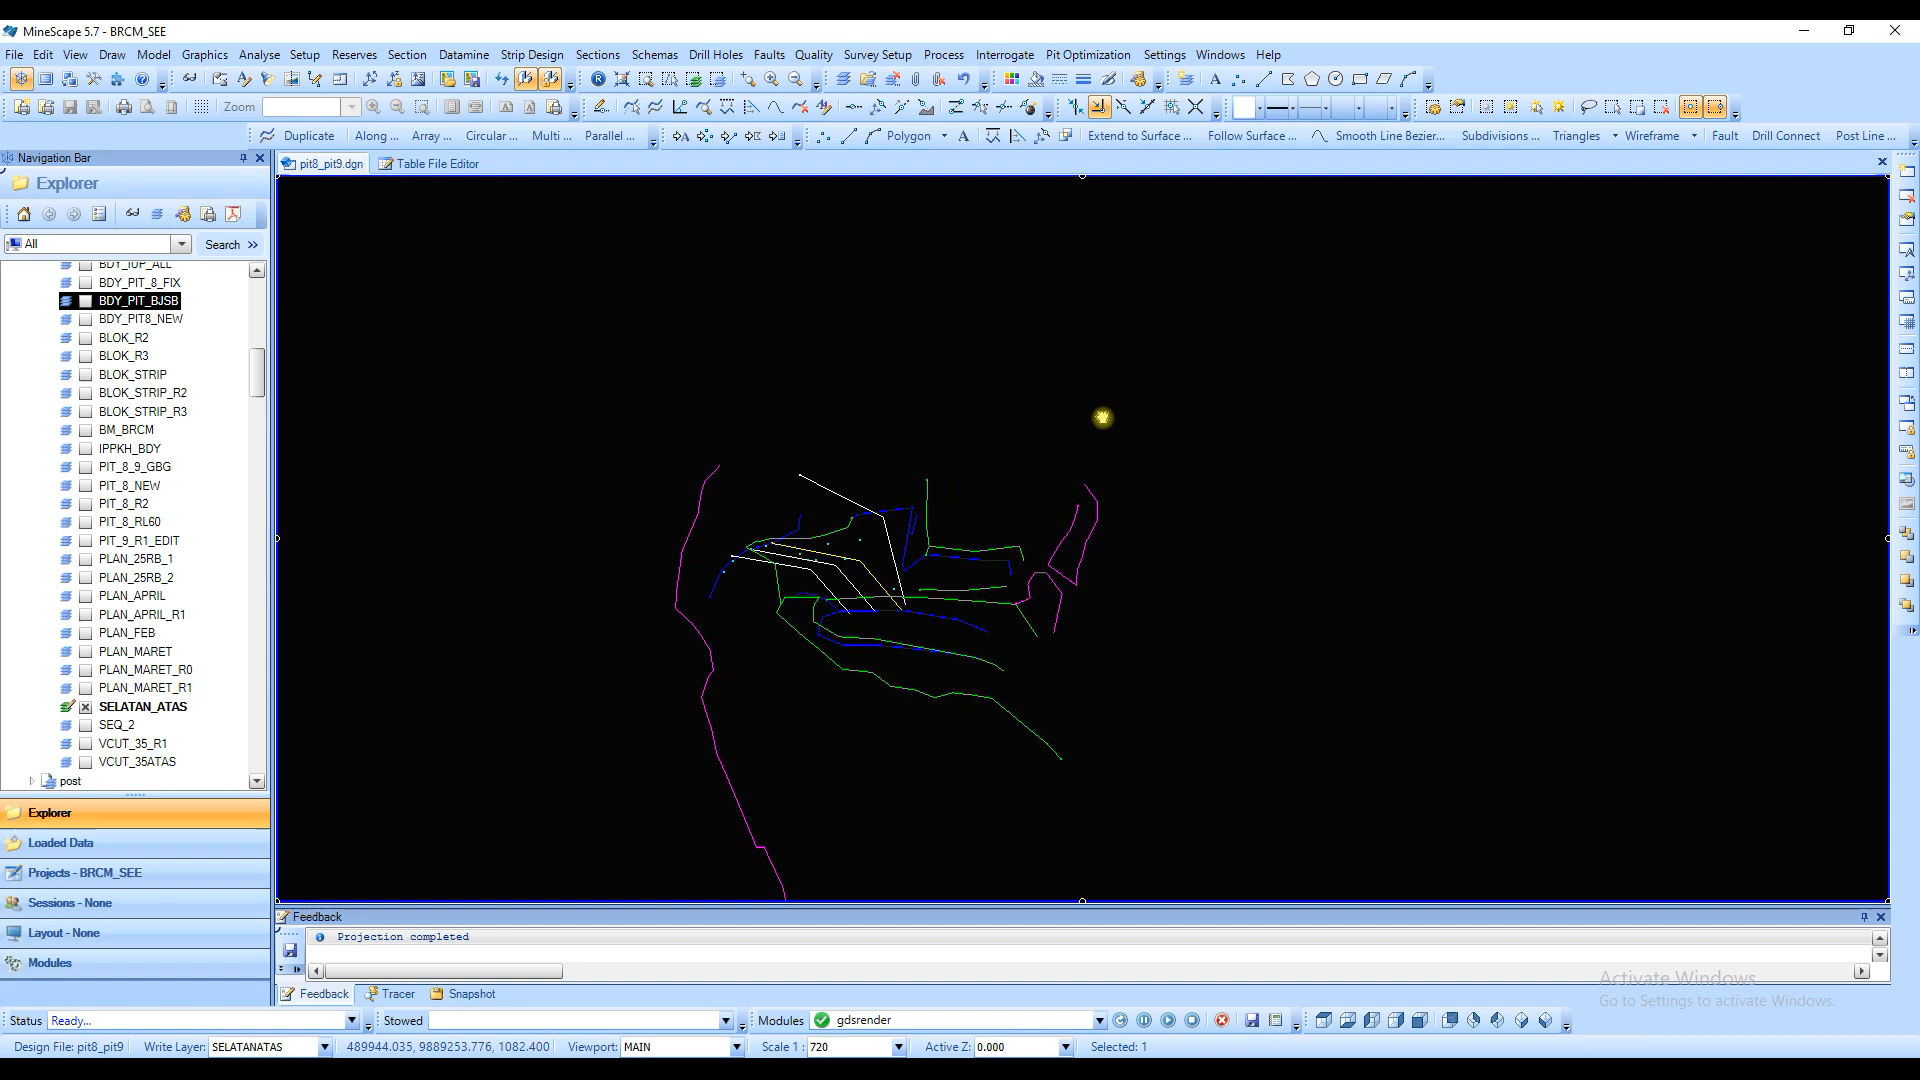 MineScape 5.7 - BRCM_SEE
File Edit View Draw Model Graphics Analyse Setup Reserves Section Datamine Strip Design Sections Schemas Drill Holes Faults Quality Survey Setup Process Interrogate Pit Optimization Settings Windows Help
Zoom
Duplicate Along ... Array ... Circular ... Multi ... Parallel ... Polygon Extend to Surface ... Follow Surface ... Smooth Line Bezier... Subdivisions ... Triangles Wireframe Fault Drill Connect Post Line ...
Navigation Bar
pit8_pit9.dgn Table File Editor
Explorer
All Search »
BDY_IUP_ALL
BDY_PIT_8_FIX
BDY_PIT_BJSB
BDY_PIT8_NEW
BLOK_R2
BLOK_R3
BLOK_STRIP
BLOK_STRIP_R2
BLOK_STRIP_R3
BM_BRCM
IPPKH_BDY
PIT_8_9_GBG
PIT_8_NEW
PIT_8_R2
PIT_8_RL60
PIT_9_R1_EDIT
PLAN_25RB_1
PLAN_25RB_2
PLAN_APRIL
PLAN_APRIL_R1
PLAN_FEB
PLAN_MARET
PLAN_MARET_R0
PLAN_MARET_R1
SELATAN_ATAS
SEQ_2
VCUT_35_R1
VCUT_35ATAS
post
Explorer
Loaded Data
Projects - BRCM_SEE
Sessions - None
Layout - None
Modules
Feedback
Projection completed
Activate Windows
Go to Settings to activate Windows.
Feedback Tracer Snapshot
Status Ready... Stowed Modules gdsrender
Design File: pit8_pit9 Write Layer: SELATANATAS 489944.035, 9889253.776, 1082.400 Viewport: MAIN Scale 1: 720 Active Z: 0.000 Selected: 1